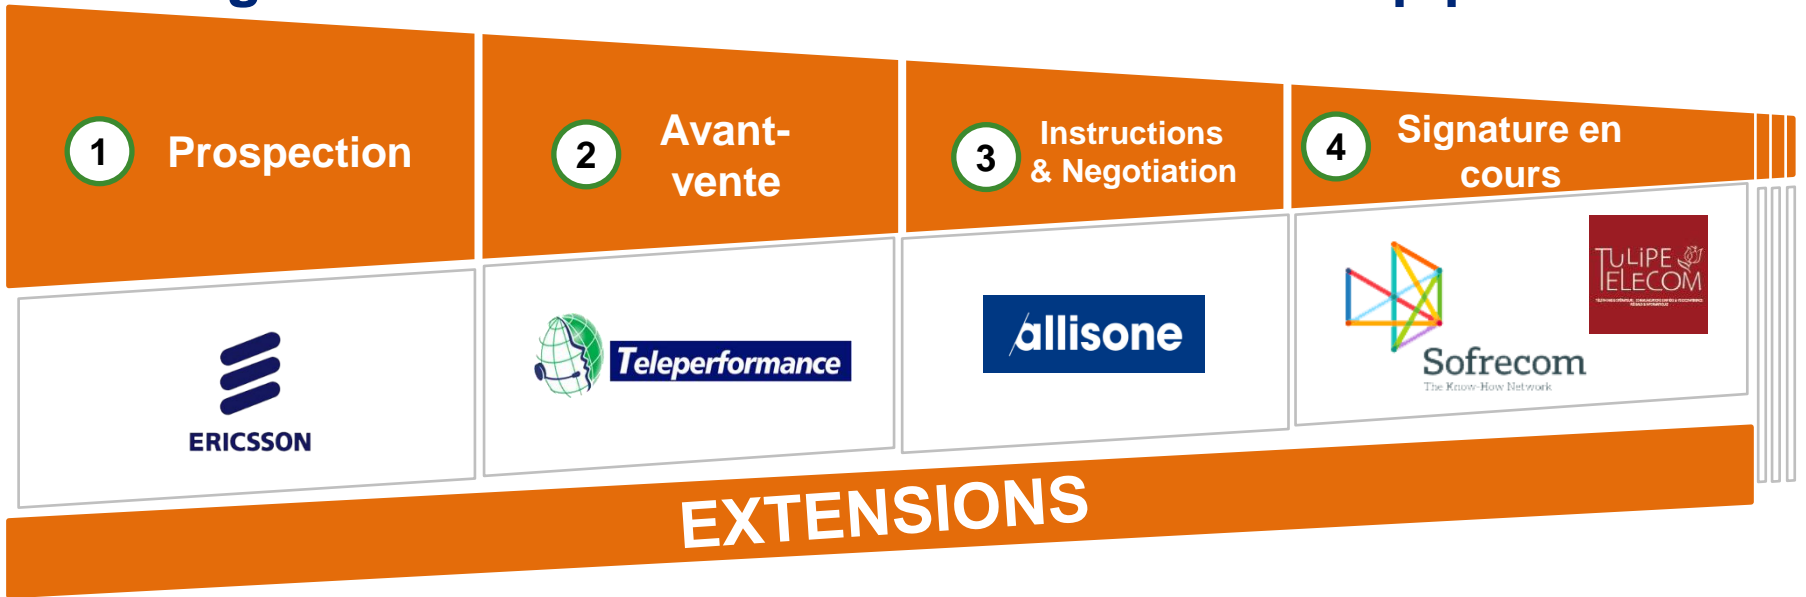 1 Prospection
2 Avant-
vente
3 Instructions
& Negotiation
4 Signature en
cours
ERICSSON
Teleperformance
allisone
Sofrecom
The Know-How Network
TULIPE
TELECOM
EXTENSIONS